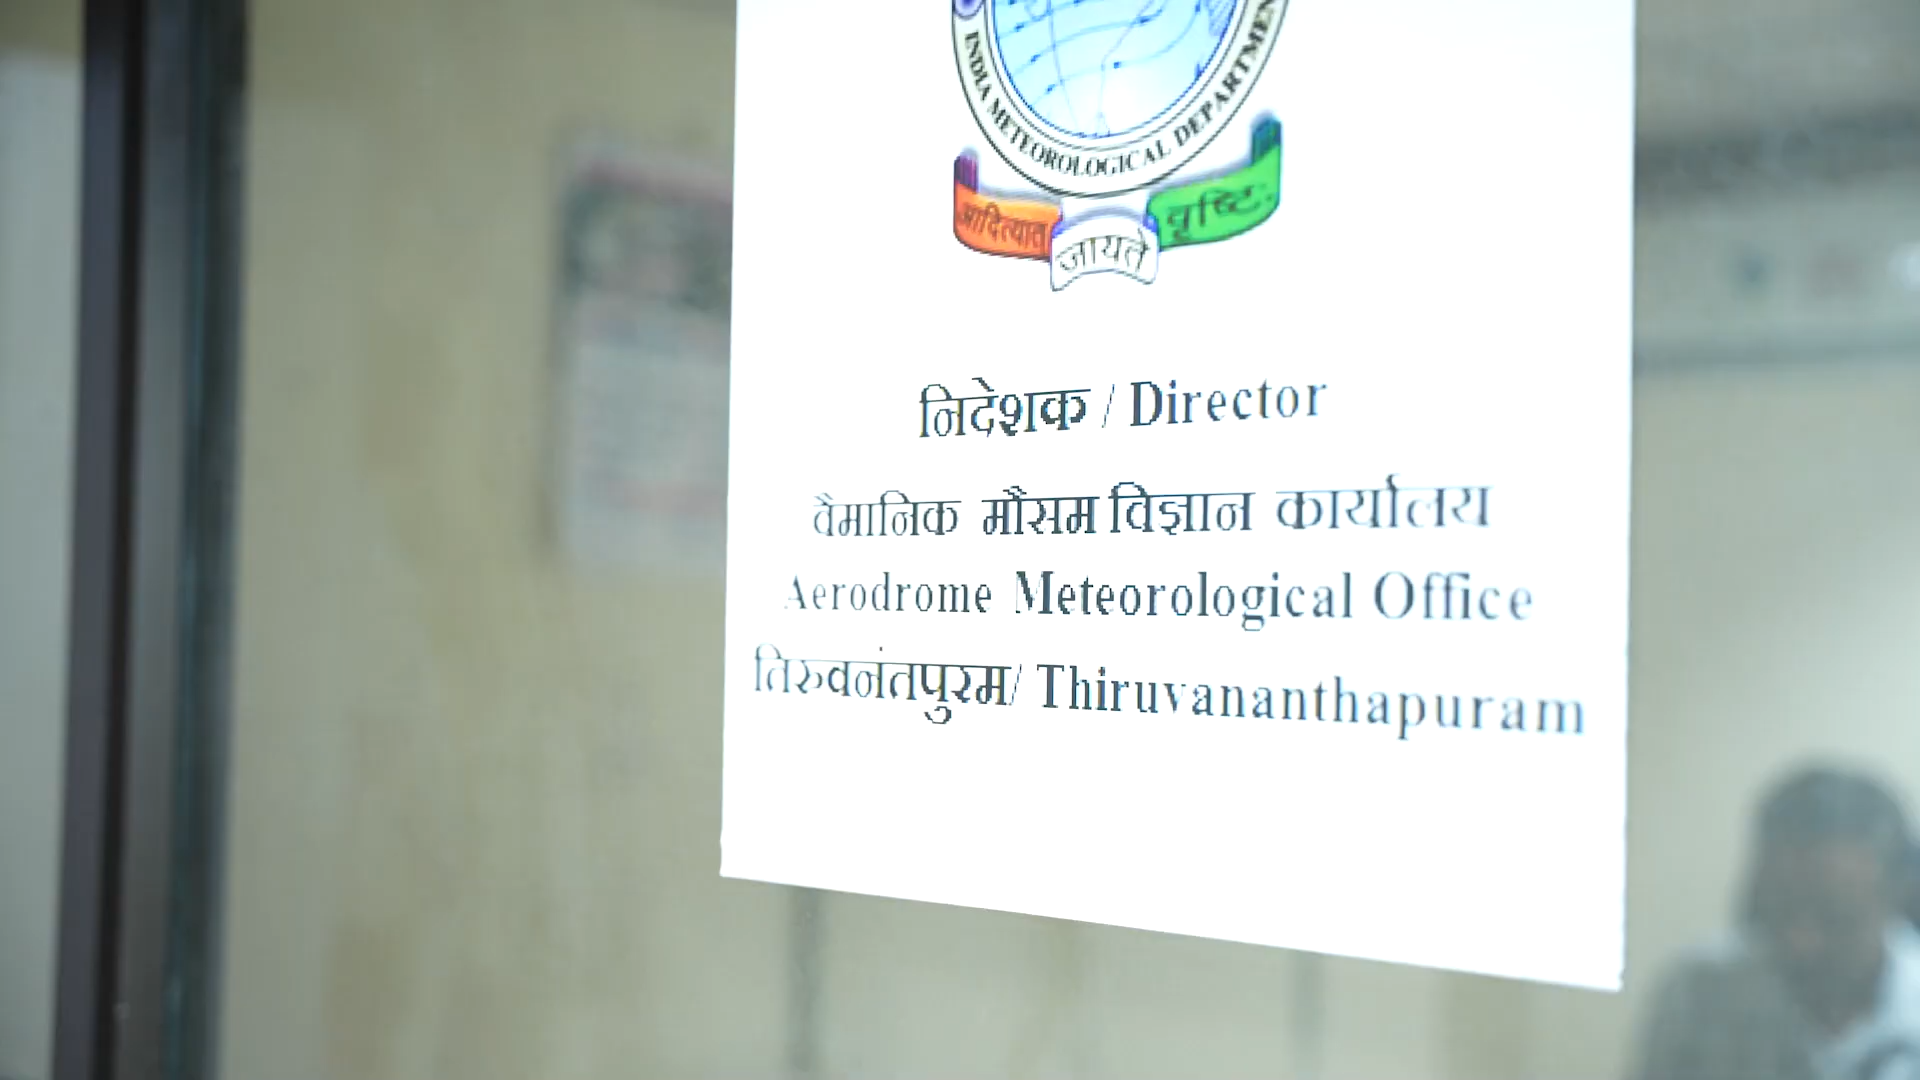 INDIA METEOROLOGICAL DEPARTMENT
आदित्यात जायते वृष्टि:
निदेशक / Director
वैमानिक मौसम विज्ञान कार्यालय
Aerodrome Meteorological Office
तिरुवनंतपुरम/ Thiruvananthapuram